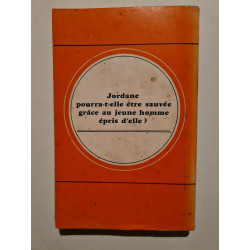 Jordane
pourra-t-elle être sauvée
grâce au jeune homme
épris d'elle ?